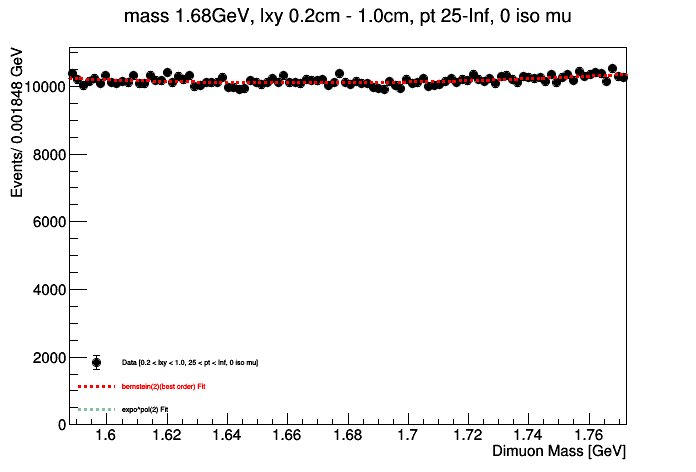 mass 1.68GeV, lxy 0.2cm - 1.0cm, pt 25-Inf, 0 iso mu
Events/ 0.001848 GeV
10000
8000
6000
4000
2000
0
Data [0.2 < lxy < 1.0, 25 < pt < Inf, 0 iso mu]
bernstein(2)(best order) Fit
expo*pol(2) Fit
1.6 1.62 1.64 1.66 1.68 1.7 1.72 1.74 1.76
Dimuon Mass [GeV]